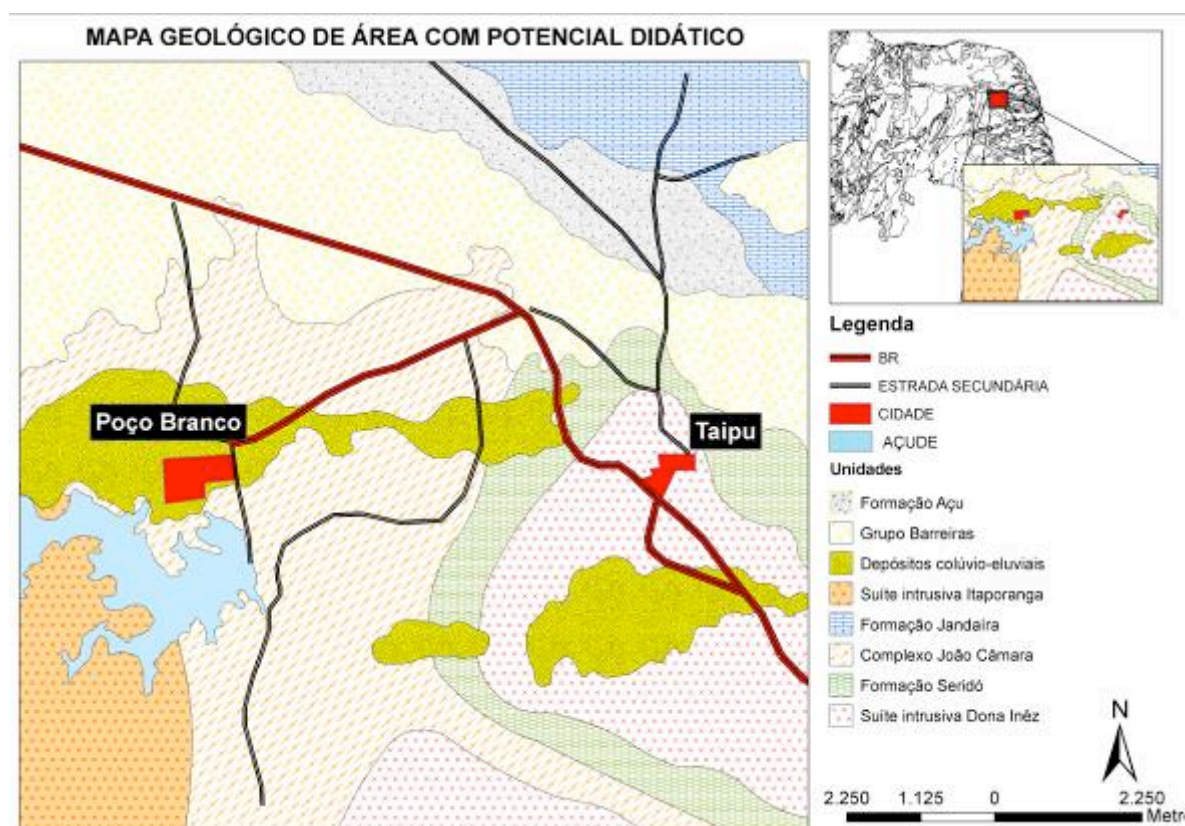 MAPA GEOLÓGICO DE ÁREA COM POTENCIAL DIDÁTICO
Poço Branco
Taipu
Legenda
BR
ESTRADA SECUNDÁRIA
CIDADE
AÇUDE
Unidades
Formação Açu
Grupo Barreiras
Depósitos colúvio-eluviais
Suíte intrusiva Itaporanga
Formação Jandaíra
Complexo João Câmara
Formação Seridó
Suíte intrusiva Dona Inêz
N
2.250 1.125 0 2.250
Metr